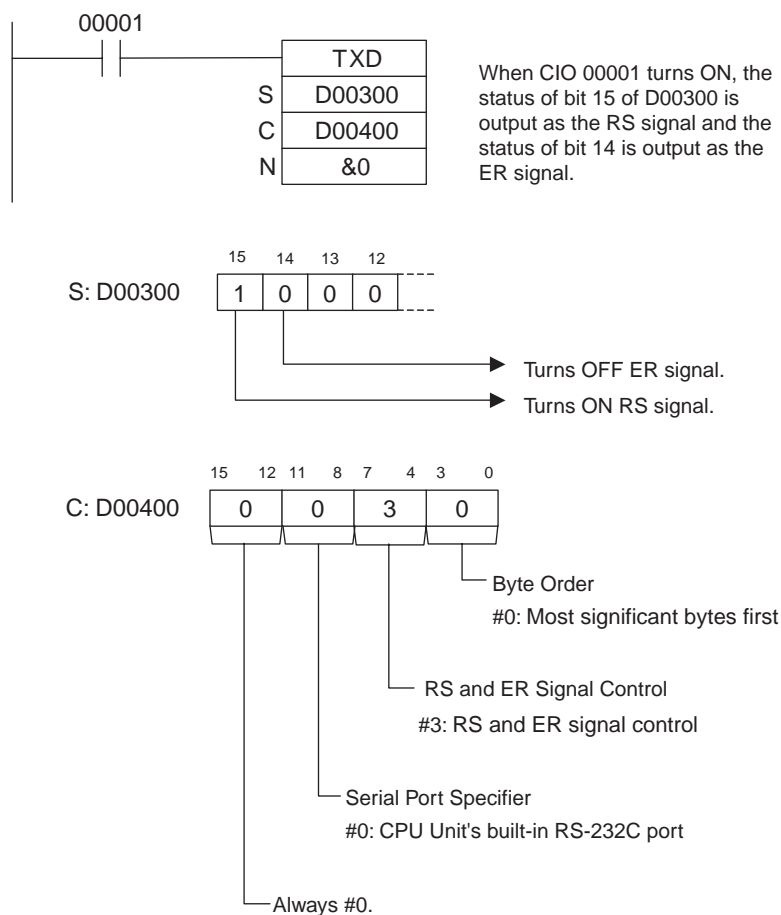 00001
TXD
S D00300
C D00400
N &0
When CIO 00001 turns ON, the
status of bit 15 of D00300 is
output as the RS signal and the
status of bit 14 is output as the
ER signal.
15 14 13 12
S: D00300 1 0 0 0
Turns OFF ER signal.
Turns ON RS signal.
15 12 11 8 7 4 3 0
C: D00400 0 0 3 0
Byte Order
#0: Most significant bytes first
RS and ER Signal Control
#3: RS and ER signal control
Serial Port Specifier
#0: CPU Unit's built-in RS-232C port
Always #0.